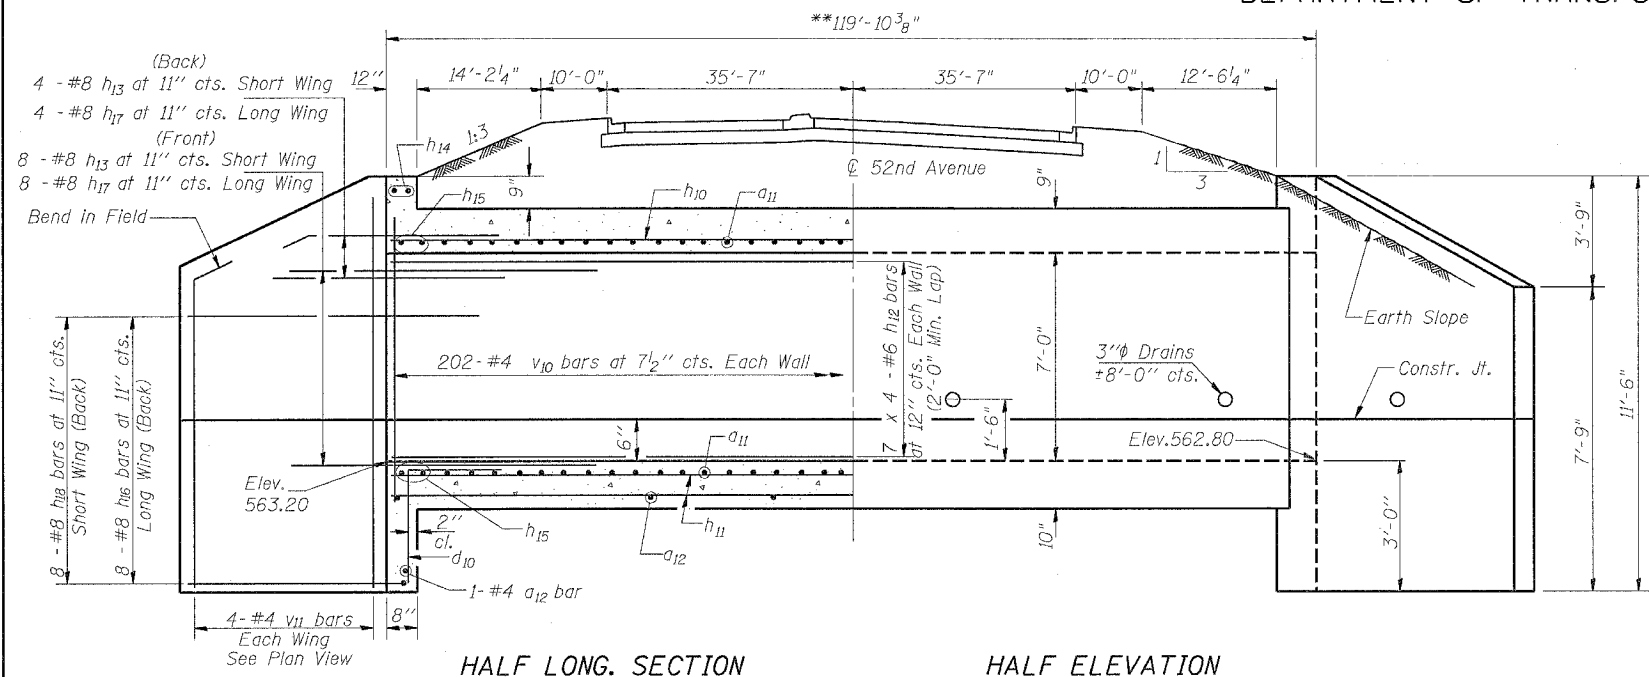 **119'-10 3/8"
(Back)
4 - #8 h13 at 11" cts. Short Wing
4 - #8 h17 at 11" cts. Long Wing
(Front)
8 - #8 h13 at 11" cts. Short Wing
8 - #8 h17 at 11" cts. Long Wing
Bend in Field
12"
14'-2 1/4"
10'-0"
35'-7"
35'-7"
10'-0"
12'-6 1/4"
h14
1:3
9"
h15
h10
a11
℄ 52nd Avenue
9"
1
3
3'-9"
11'-6"
7'-9"
Earth Slope
202-#4 v10 bars at 7 1/2" cts. Each Wall
7 x 4 - #6 h12 bars
at 12" cts. Each Wall
(2'-0" Min. Lap)
7'-0"
3"φ Drains
±8'-0" cts.
Constr. Jt.
1'-6"
6"
a11
Elev. 562.80
Elev.
563.20
8 - #8 h18 bars at 11" cts.
Short Wing (Back)
8 - #8 h16 bars at 11" cts.
Long Wing (Back)
2"
cl.
h15
d10
a12
h11
10"
3'-0"
1- #4 a12 bar
4- #4 v11 bars
Each Wing
See Plan View
8"
HALF LONG. SECTION
HALF ELEVATION